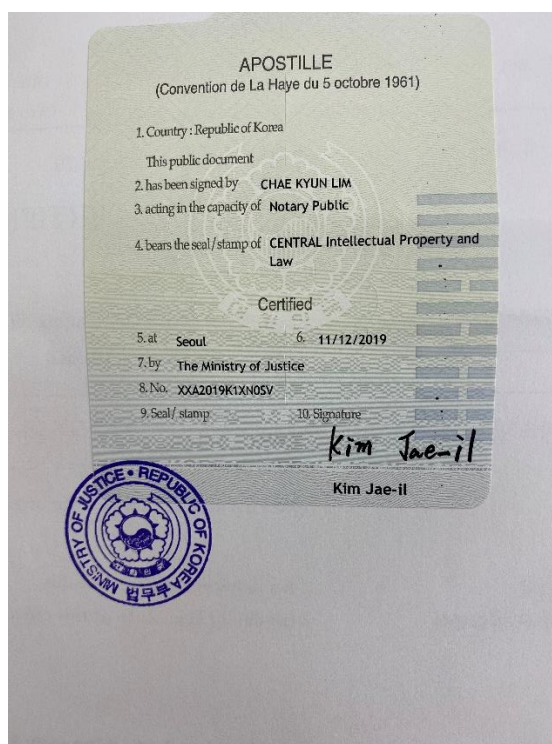 APOSTILLE
(Convention de La Haye du 5 octobre 1961)
1. Country : Republic of Korea
This public document
2. has been signed by CHAE KYUN LIM
3. acting in the capacity of Notary Public
4. bears the seal/stamp of CENTRAL Intellectual Property and
Law
Certified
5. at Seoul 6. 11/12/2019
7. by The Ministry of Justice
8. No. XXA2019K1XN0SV
9. Seal/ stamp 10. Signature
Kim Jae-il
Kim Jae-il
MINISTRY OF JUSTICE • REPUBLIC OF KOREA
법무부